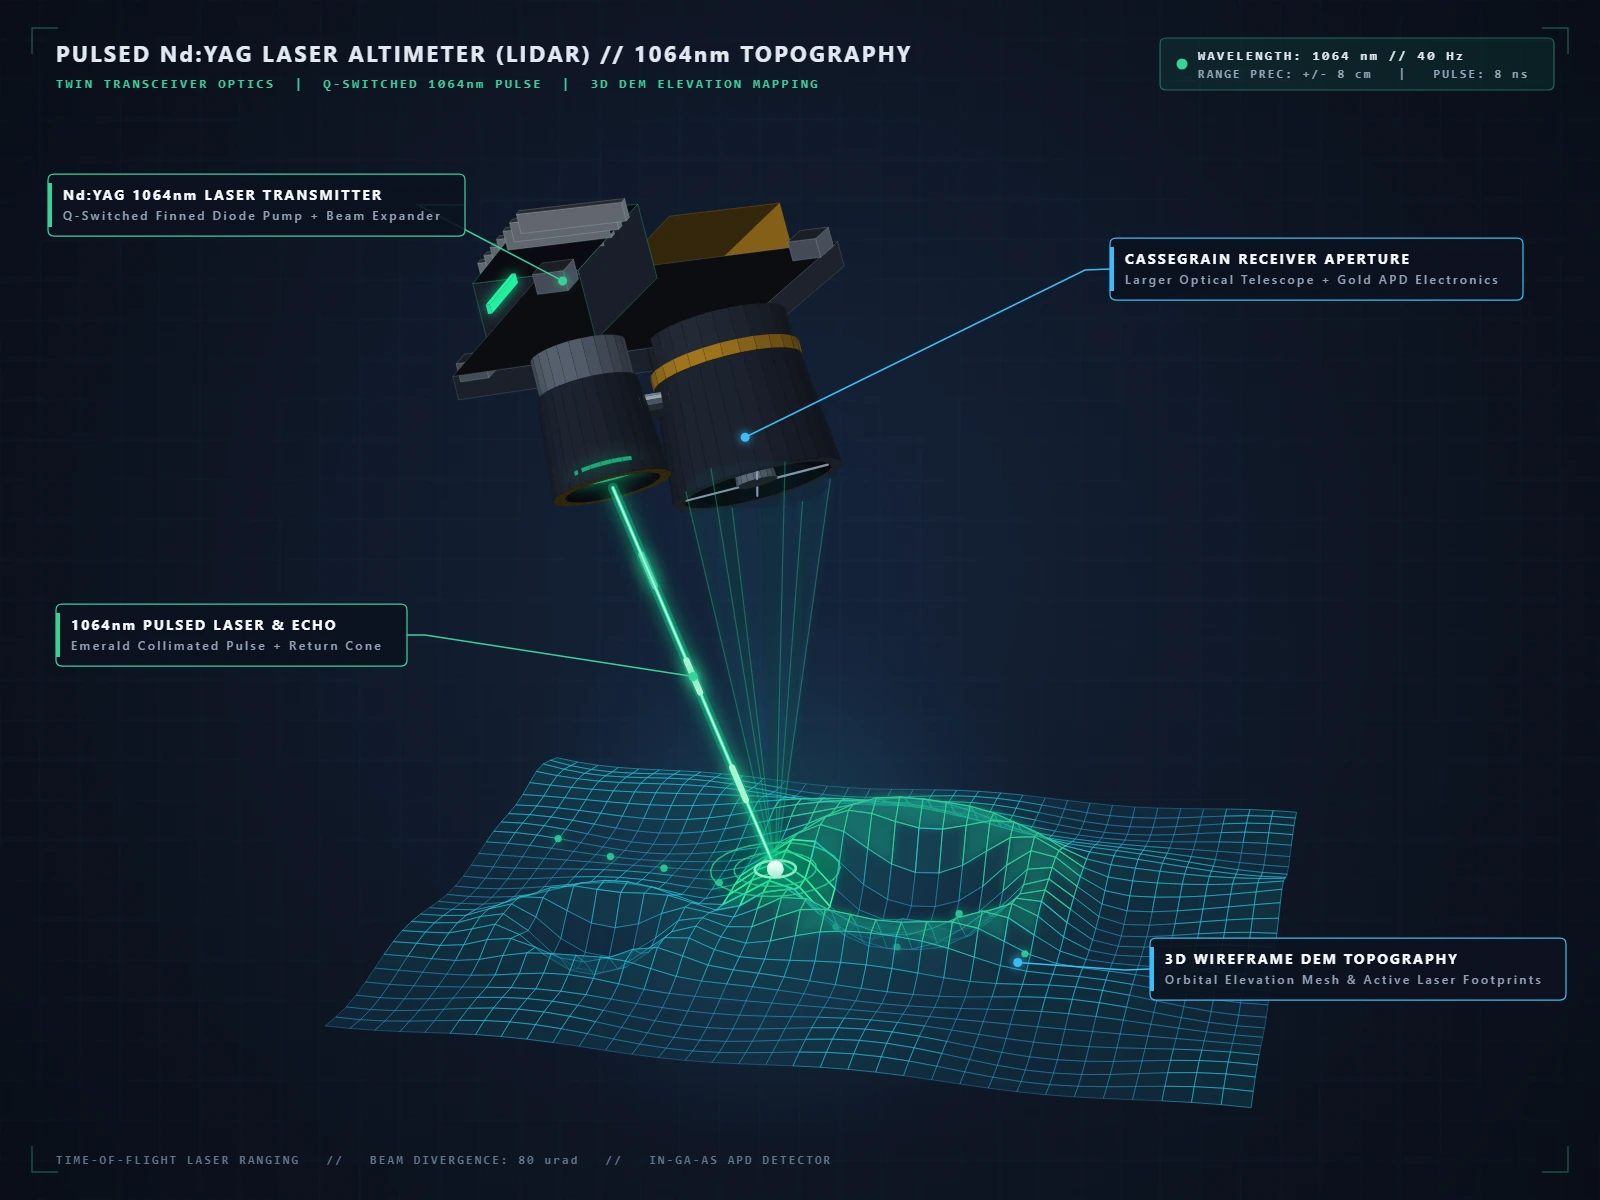 PULSED Nd:YAG LASER ALTIMETER (LIDAR) // 1064nm TOPOGRAPHY
TWIN TRANSCEIVER OPTICS | Q-SWITCHED 1064nm PULSE | 3D DEM ELEVATION MAPPING
WAVELENGTH: 1064 nm // 40 Hz
RANGE PREC: +/- 8 cm | PULSE: 8 ns
Nd:YAG 1064nm LASER TRANSMITTER
Q-Switched Finned Diode Pump + Beam Expander
CASSEGRAIN RECEIVER APERTURE
Larger Optical Telescope + Gold APD Electronics
1064nm PULSED LASER & ECHO
Emerald Collimated Pulse + Return Cone
3D WIREFRAME DEM TOPOGRAPHY
Orbital Elevation Mesh & Active Laser Footprints
TIME-OF-FLIGHT LASER RANGING // BEAM DIVERGENCE: 80 urad // IN-GA-AS APD DETECTOR